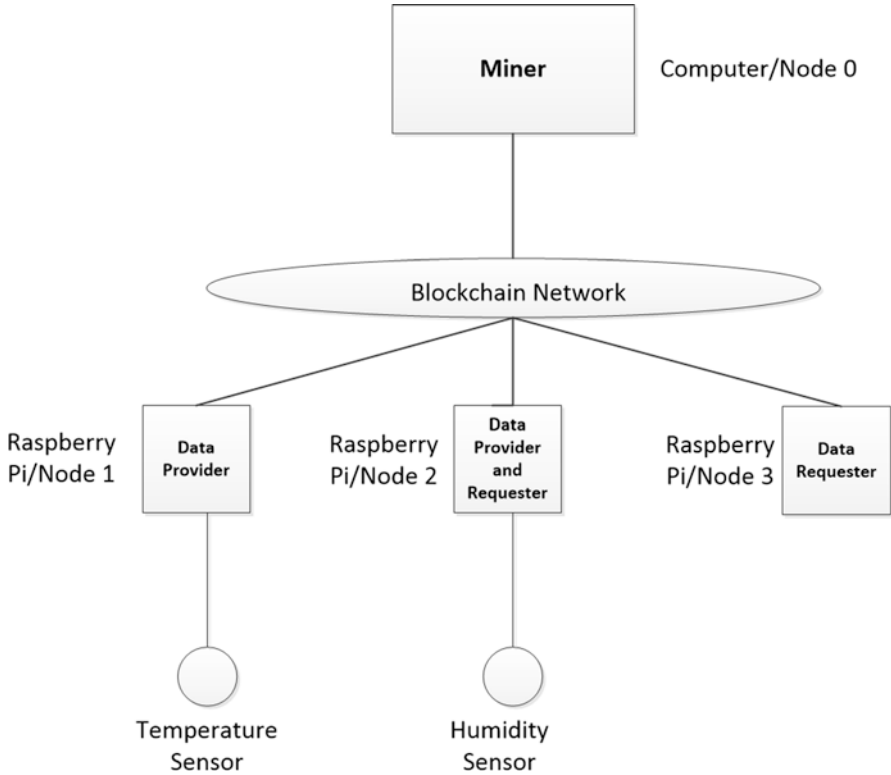 Miner
Computer/Node 0
Blockchain Network
Raspberry
Pi/Node 1
Data
Provider
Raspberry
Pi/Node 2
Data
Provider
and
Requester
Raspberry
Pi/Node 3
Data
Requester
Temperature
Sensor
Humidity
Sensor